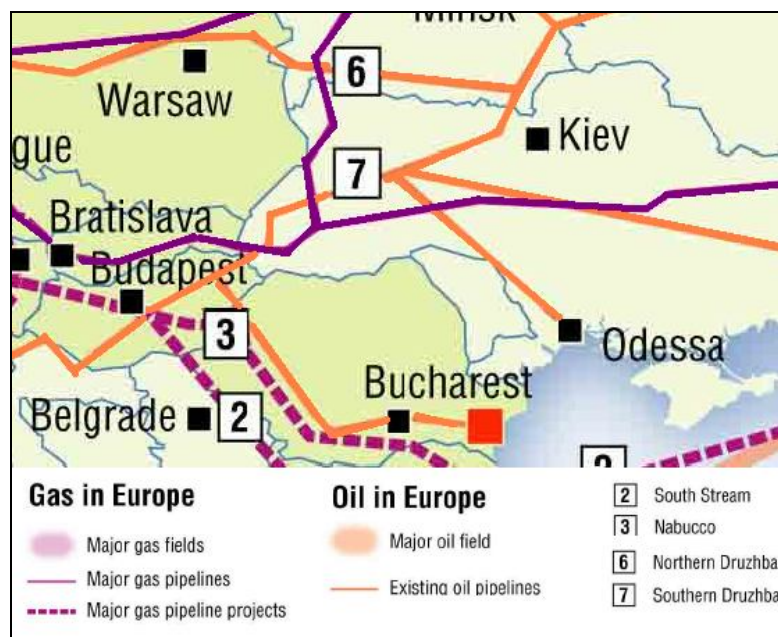 Minsk
6
Warsaw
Kiev
gue
7
Bratislava
Budapest
3
Odessa
Bucharest
Belgrade
2
2
Gas in Europe
Major gas fields
Major gas pipelines
Major gas pipeline projects
Oil in Europe
Major oil field
Existing oil pipelines
2 South Stream
3 Nabucco
6 Northern Druzhba
7 Southern Druzhba